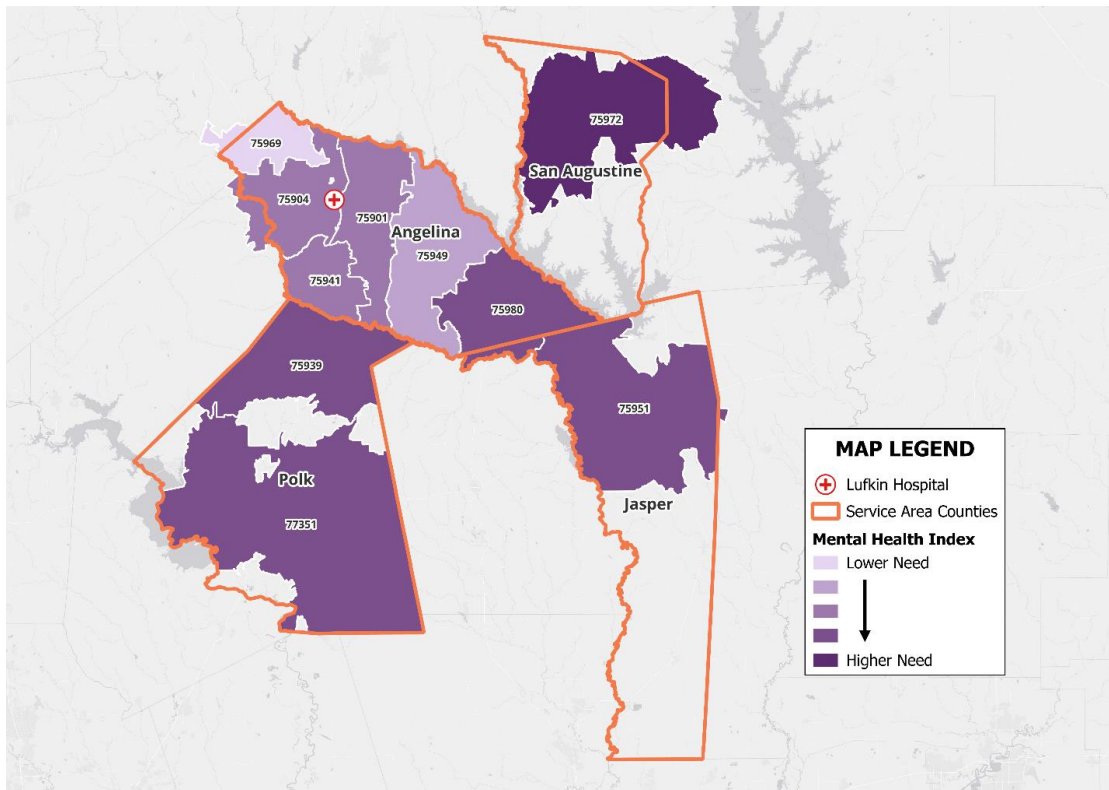 75972
75969
San Augustine
75904
75901
Angelina
75949
75941
75980
75939
75951
Polk
Jasper
77351
MAP LEGEND
Lufkin Hospital
Service Area Counties
Mental Health Index
Lower Need
Higher Need